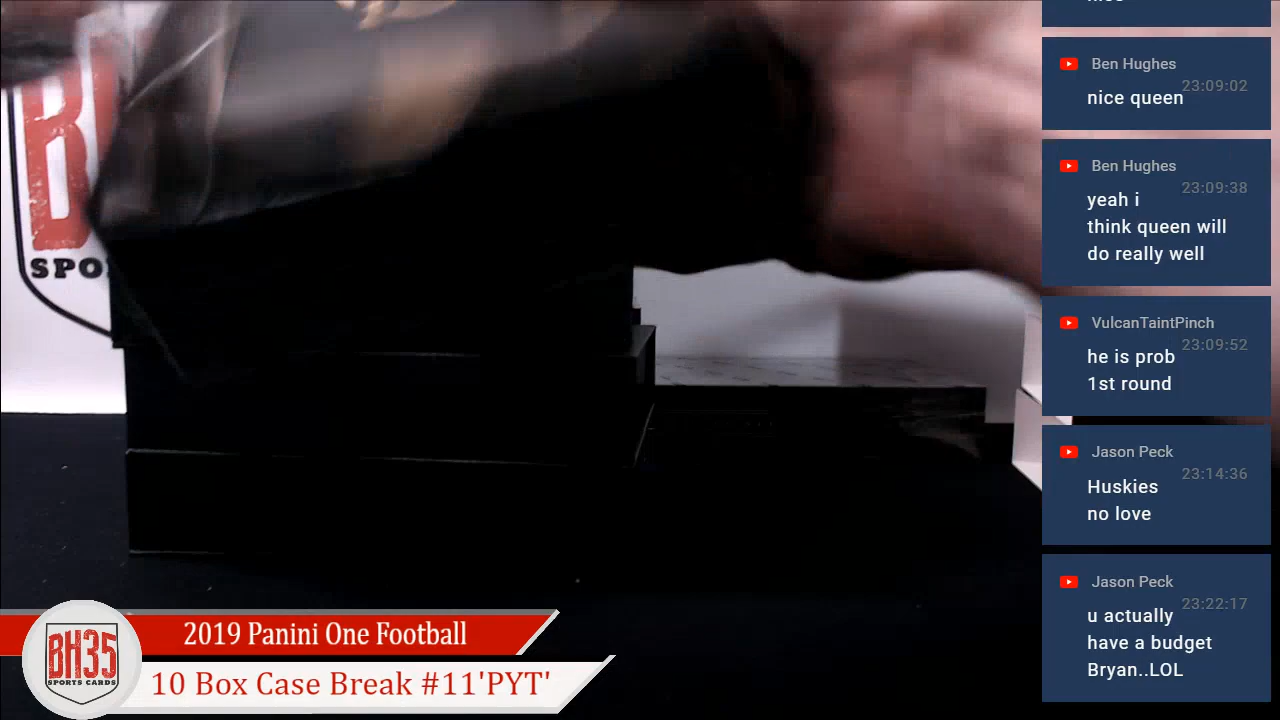 SPO
Ben Hughes
23:09:02
nice queen
Ben Hughes
23:09:38
yeah i
think queen will
do really well
VulcanTaintPinch
23:09:52
he is prob
1st round
Jason Peck
23:14:36
Huskies
no love
Jason Peck
23:22:17
u actually
have a budget
Bryan..LOL
BH35
SPORTS CARDS
2019 Panini One Football
10 Box Case Break #11'PYT'